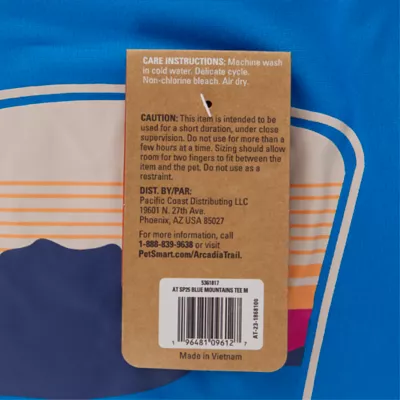 CARE INSTRUCTIONS: Machine wash
in cold water. Delicate cycle.
Non-chlorine bleach. Air dry.
CAUTION: This item is intended to be
used for a short duration, under close
supervision. Do not use for more than a
few hours at a time. Sizing should allow
room for two fingers to fit between the
item and the pet. Do not use as a
restraint.
DIST. BY/PAR:
Pacific Coast Distributing LLC
19601 N. 27th Ave.
Phoenix, AZ USA 85027
For more information, call
1-888-839-9638 or visit
PetSmart.com/ArcadiaTrail.
5361817
AT SP25 BLUE MOUNTAINS TEE M
AT-23-1868100
1 96481 09612 7
Made in Vietnam